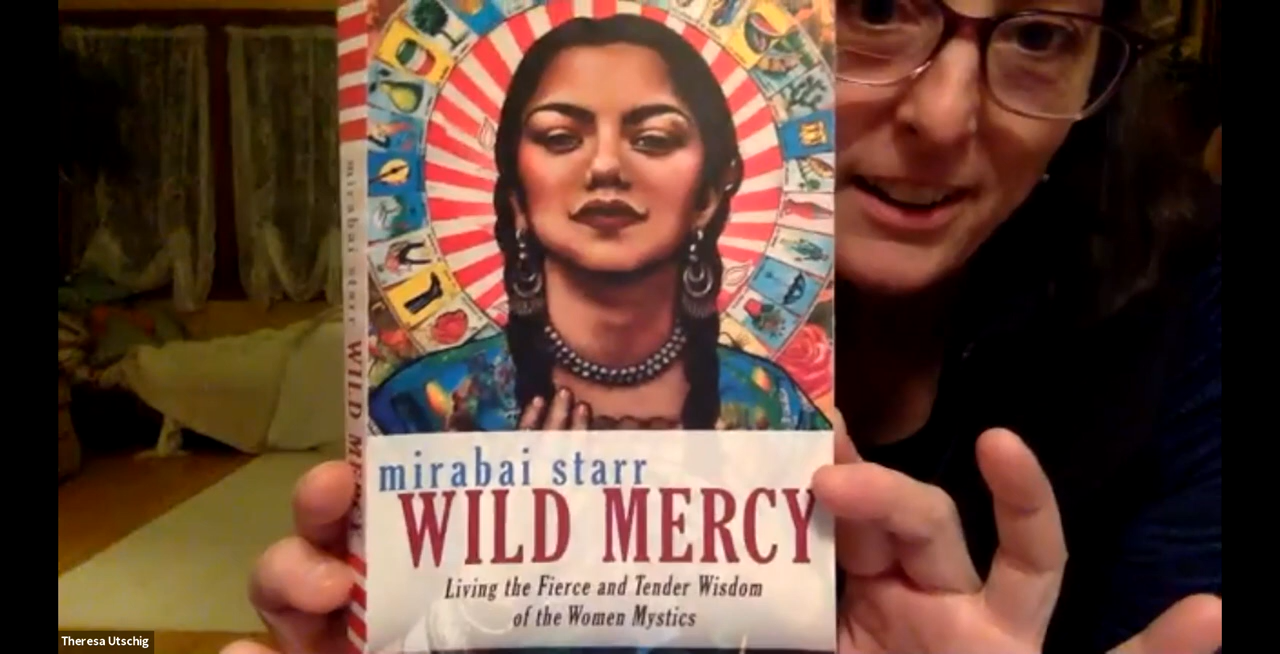 mirabai starr WILD MERCY
mirabai starr
WILD MERCY
Living the Fierce and Tender Wisdom
of the Women Mystics
Theresa Utschig